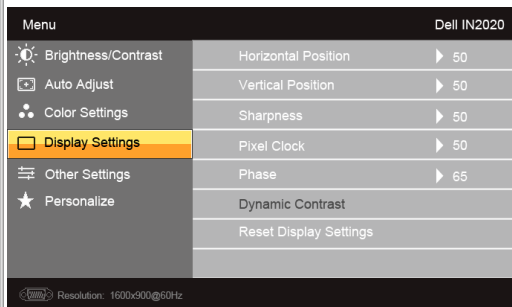 Menu Dell IN2020
Brightness/Contrast
Auto Adjust
Color Settings
Display Settings
Other Settings
Personalize
Horizontal Position 50
Vertical Position 50
Sharpness 50
Pixel Clock 50
Phase 65
Dynamic Contrast
Reset Display Settings
Resolution: 1600x900@60Hz